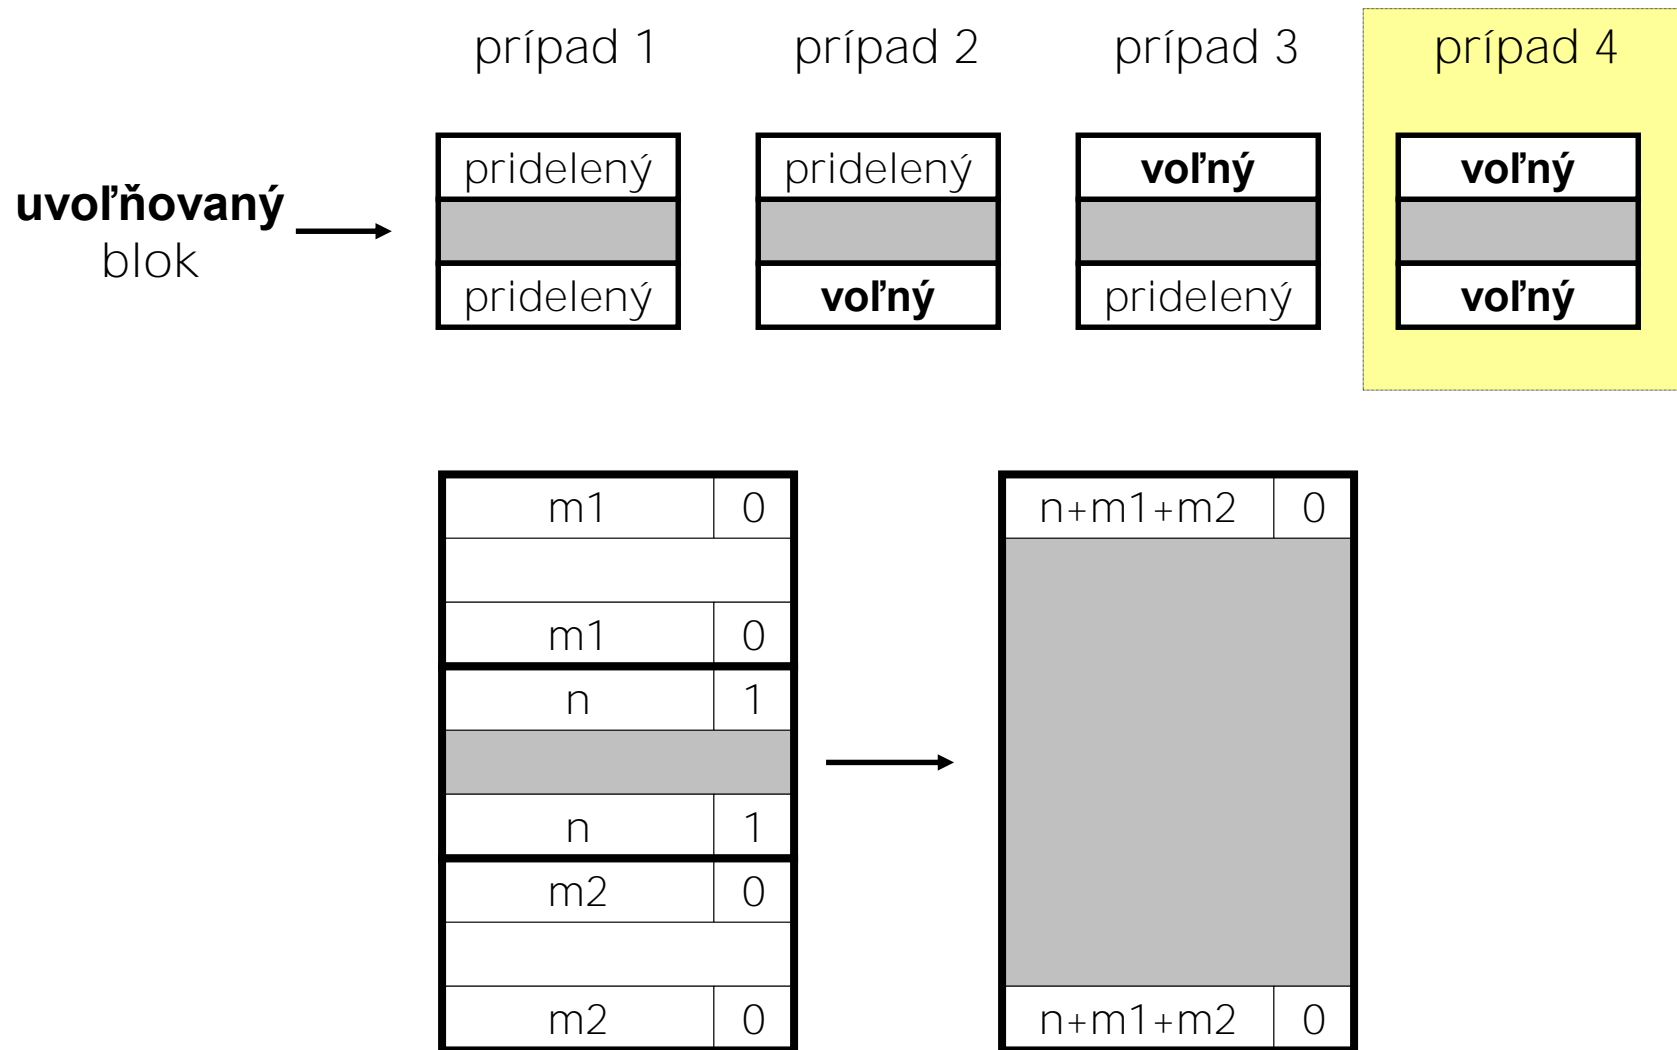 prípad 1 prípad 2 prípad 3 prípad 4
pridelený pridelený voľný voľný
uvoľňovaný
blok
pridelený voľný pridelený voľný
m1 0 n+m1+m2 0
m1 0
n 1
n 1
m2 0
m2 0 n+m1+m2 0